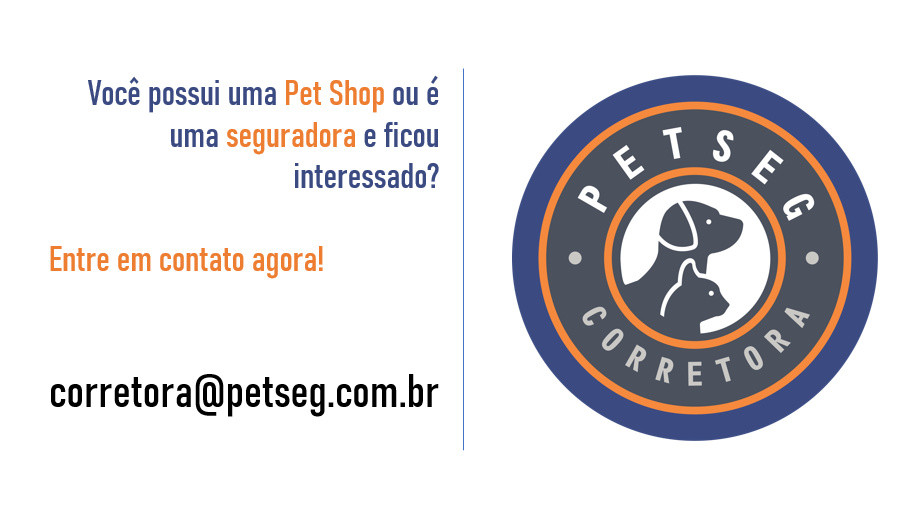 Você possui uma Pet Shop ou é
uma seguradora e ficou
interessado?
Entre em contato agora!
corretora@petseg.com.br
PETSEG
CORRETORA